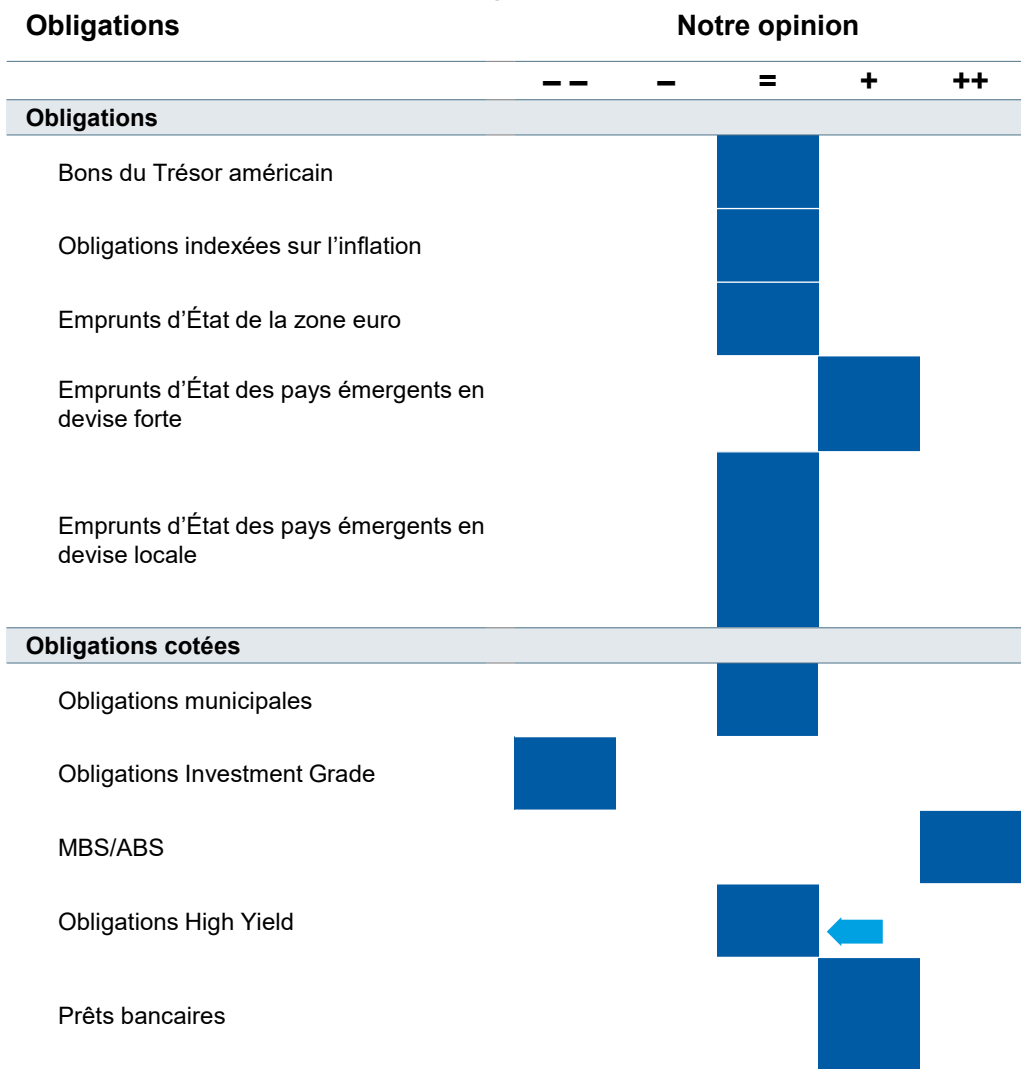 Obligations Notre opinion
– – – = + ++
Obligations
Bons du Trésor américain
Obligations indexées sur l’inflation
Emprunts d’État de la zone euro
Emprunts d’État des pays émergents en
devise forte
Emprunts d’État des pays émergents en
devise locale
Obligations cotées
Obligations municipales
Obligations Investment Grade
MBS/ABS
Obligations High Yield
Prêts bancaires